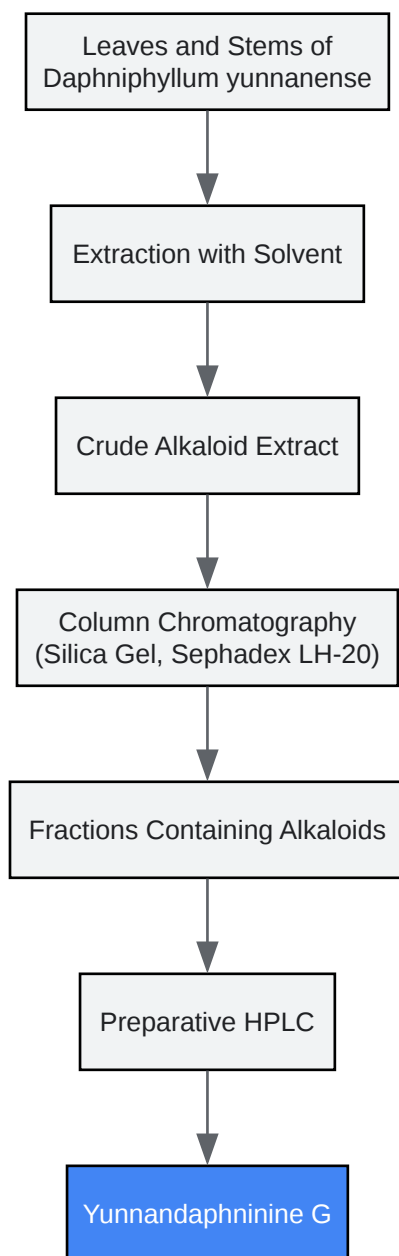 Leaves and Stems of
Daphniphyllum yunnanense
Extraction with Solvent
Crude Alkaloid Extract
Column Chromatography
(Silica Gel, Sephadex LH-20)
Fractions Containing Alkaloids
Preparative HPLC
Yunnandaphninine G